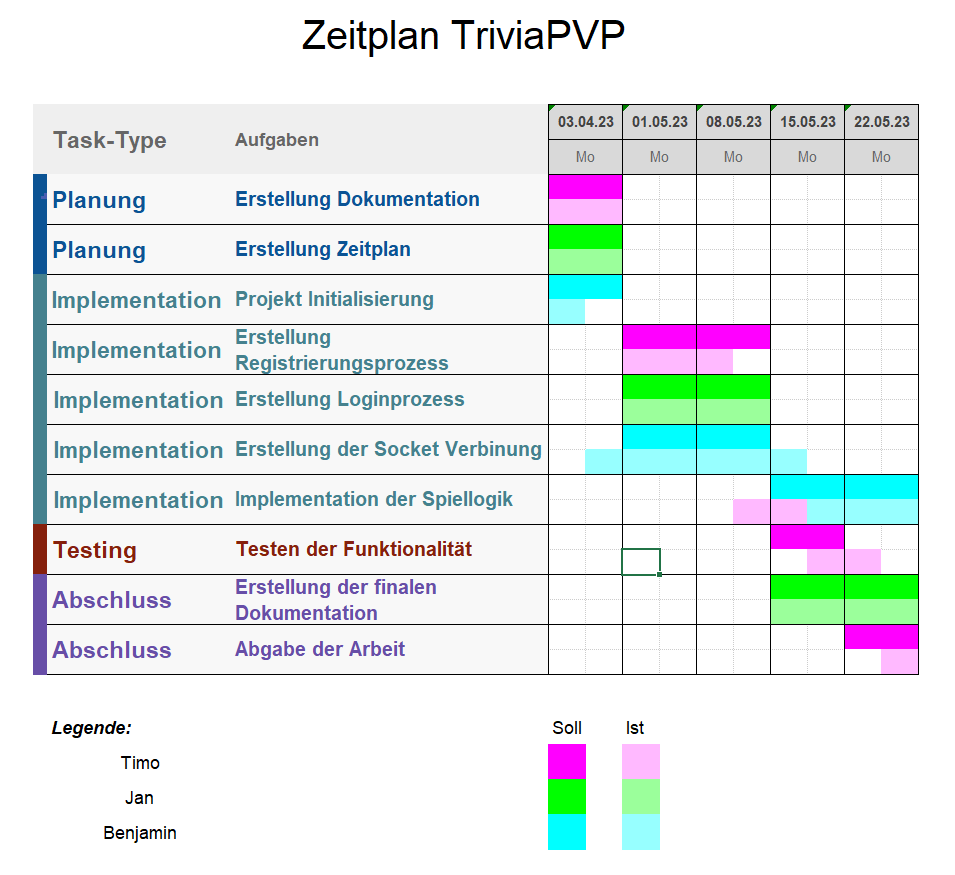 Zeitplan TriviaPVP
Task-Type Aufgaben 03.04.23 01.05.23 08.05.23 15.05.23 22.05.23
Mo Mo Mo Mo Mo
Planung Erstellung Dokumentation
Planung Erstellung Zeitplan
Implementation Projekt Initialisierung
Implementation Erstellung
Registrierungsprozess
Implementation Erstellung Loginprozess
Implementation Erstellung der Socket Verbinung
Implementation Implementation der Spiellogik
Testing Testen der Funktionalität
Abschluss Erstellung der finalen
Dokumentation
Abschluss Abgabe der Arbeit
Legende: Soll Ist
Timo
Jan
Benjamin